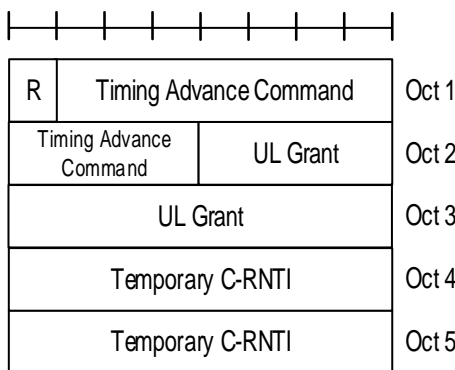 R Timing Advance Command Oct 1
Timing Advance
Command
UL Grant Oct 2
UL Grant Oct 3
Temporary C-RNTI Oct 4
Temporary C-RNTI Oct 5